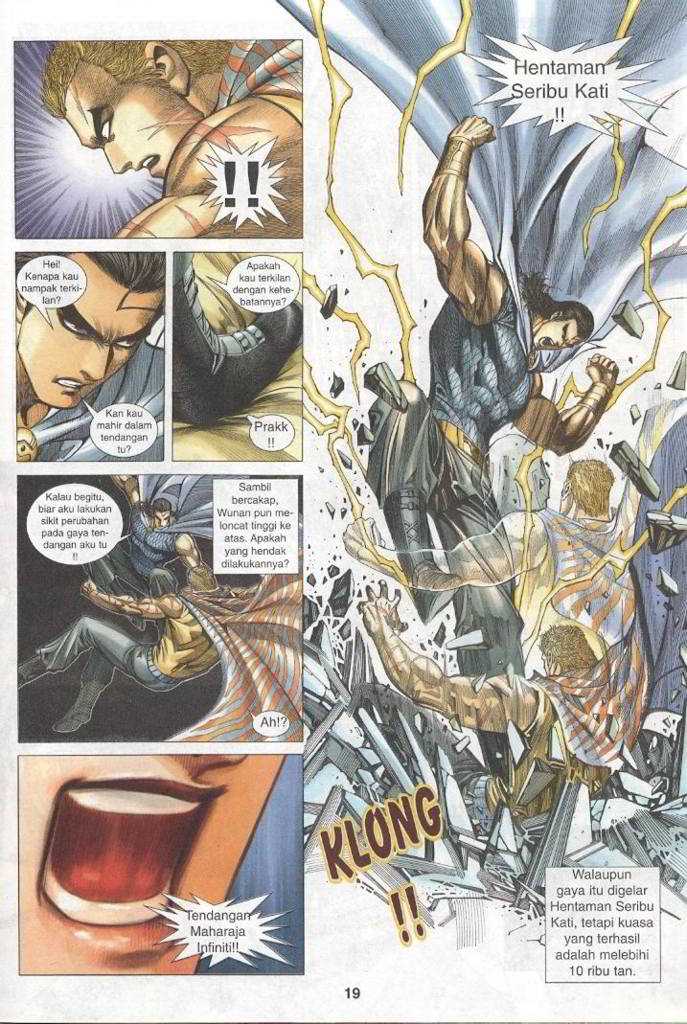 !!
Hei!
Kenapa kau
nampak terki-
lan?
Kan kau
mahir dalam
tendangan
tu?
Apakah
kau terkilan
dengan kehe-
batannya?
Prakk
!!
Kalau begitu,
biar aku lakukan
sikit perubahan
pada gaya ten-
dangan aku tu
!!
Sambil
bercakap,
Wunan pun me-
loncat tinggi ke
atas. Apakah
yang hendak
dilakukannya?
Ah!?
Tendangan
Maharaja
Infiniti!!
Hentaman
Seribu Kati
!!
KLONG
!!
Walaupun
gaya itu digelar
Hentaman Seribu
Kati, tetapi kuasa
yang terhasil
adalah melebihi
10 ribu tan.
19